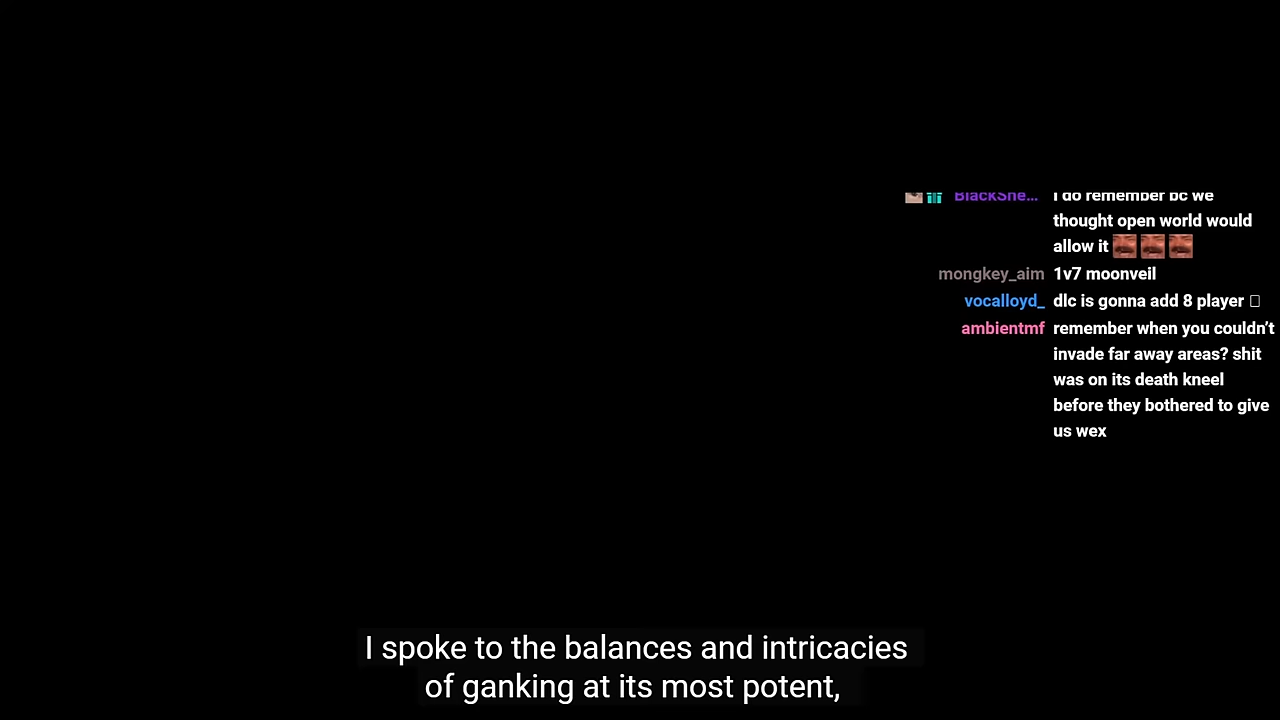 BlackShe... I do remember bc we
thought open world would
allow it
mongkey_aim 1v7 moonveil
vocalloyd_ dlc is gonna add 8 player
ambientmf remember when you couldn't
invade far away areas? shit
was on its death kneel
before they bothered to give
us wex
I spoke to the balances and intricacies
of ganking at its most potent,